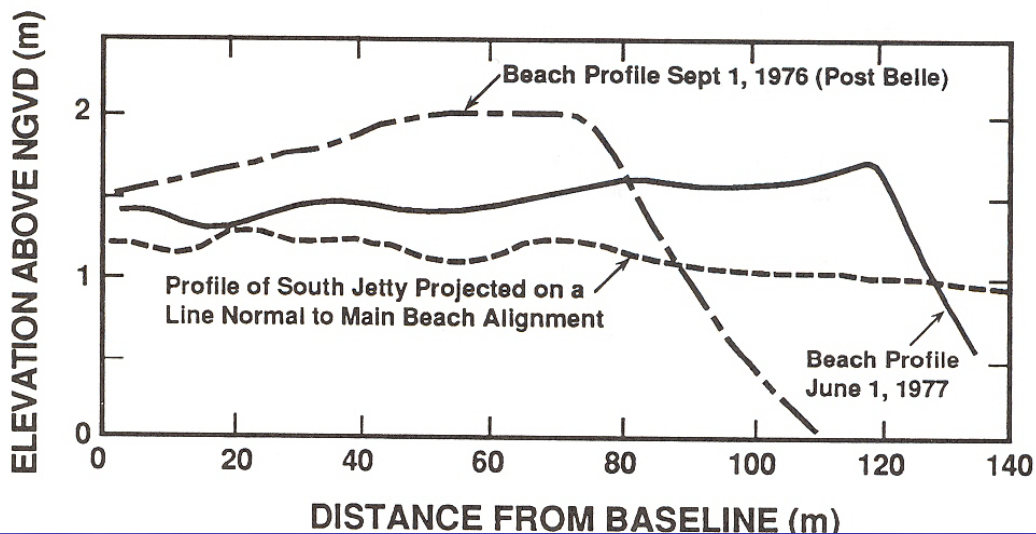 ELEVATION ABOVE NGVD (m)
2
1
0
Beach Profile Sept 1, 1976 (Post Belle)
Profile of South Jetty Projected on a
Line Normal to Main Beach Alignment
Beach Profile
June 1, 1977
0 20 40 60 80 100 120 140
DISTANCE FROM BASELINE (m)